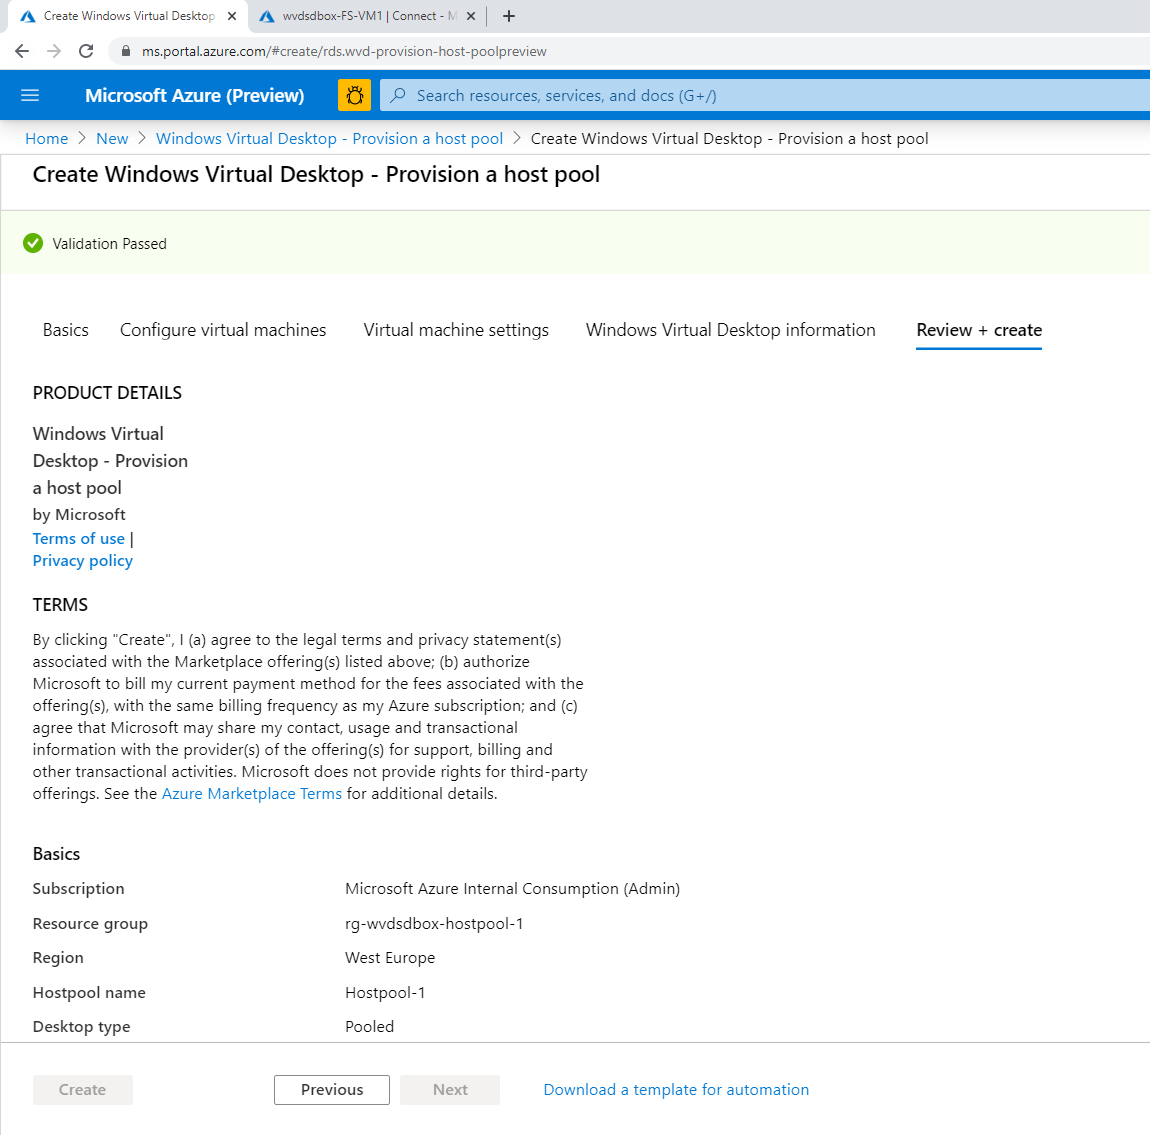 Create Windows Virtual Desktop
wvdsdbox-FS-VM1 | Connect - M
ms.portal.azure.com/#create/rds.wvd-provision-host-poolpreview
Microsoft Azure (Preview)
Search resources, services, and docs (G+/)
Home > New > Windows Virtual Desktop - Provision a host pool > Create Windows Virtual Desktop - Provision a host pool
Create Windows Virtual Desktop - Provision a host pool
Validation Passed
Basics Configure virtual machines Virtual machine settings Windows Virtual Desktop information Review + create
PRODUCT DETAILS
Windows Virtual
Desktop - Provision
a host pool
by Microsoft
Terms of use |
Privacy policy
TERMS
By clicking "Create", I (a) agree to the legal terms and privacy statement(s)
associated with the Marketplace offering(s) listed above; (b) authorize
Microsoft to bill my current payment method for the fees associated with the
offering(s), with the same billing frequency as my Azure subscription; and (c)
agree that Microsoft may share my contact, usage and transactional
information with the provider(s) of the offering(s) for support, billing and
other transactional activities. Microsoft does not provide rights for third-party
offerings. See the Azure Marketplace Terms for additional details.
Basics
Subscription Microsoft Azure Internal Consumption (Admin)
Resource group rg-wvdsdbox-hostpool-1
Region West Europe
Hostpool name Hostpool-1
Desktop type Pooled
Create Previous Next Download a template for automation